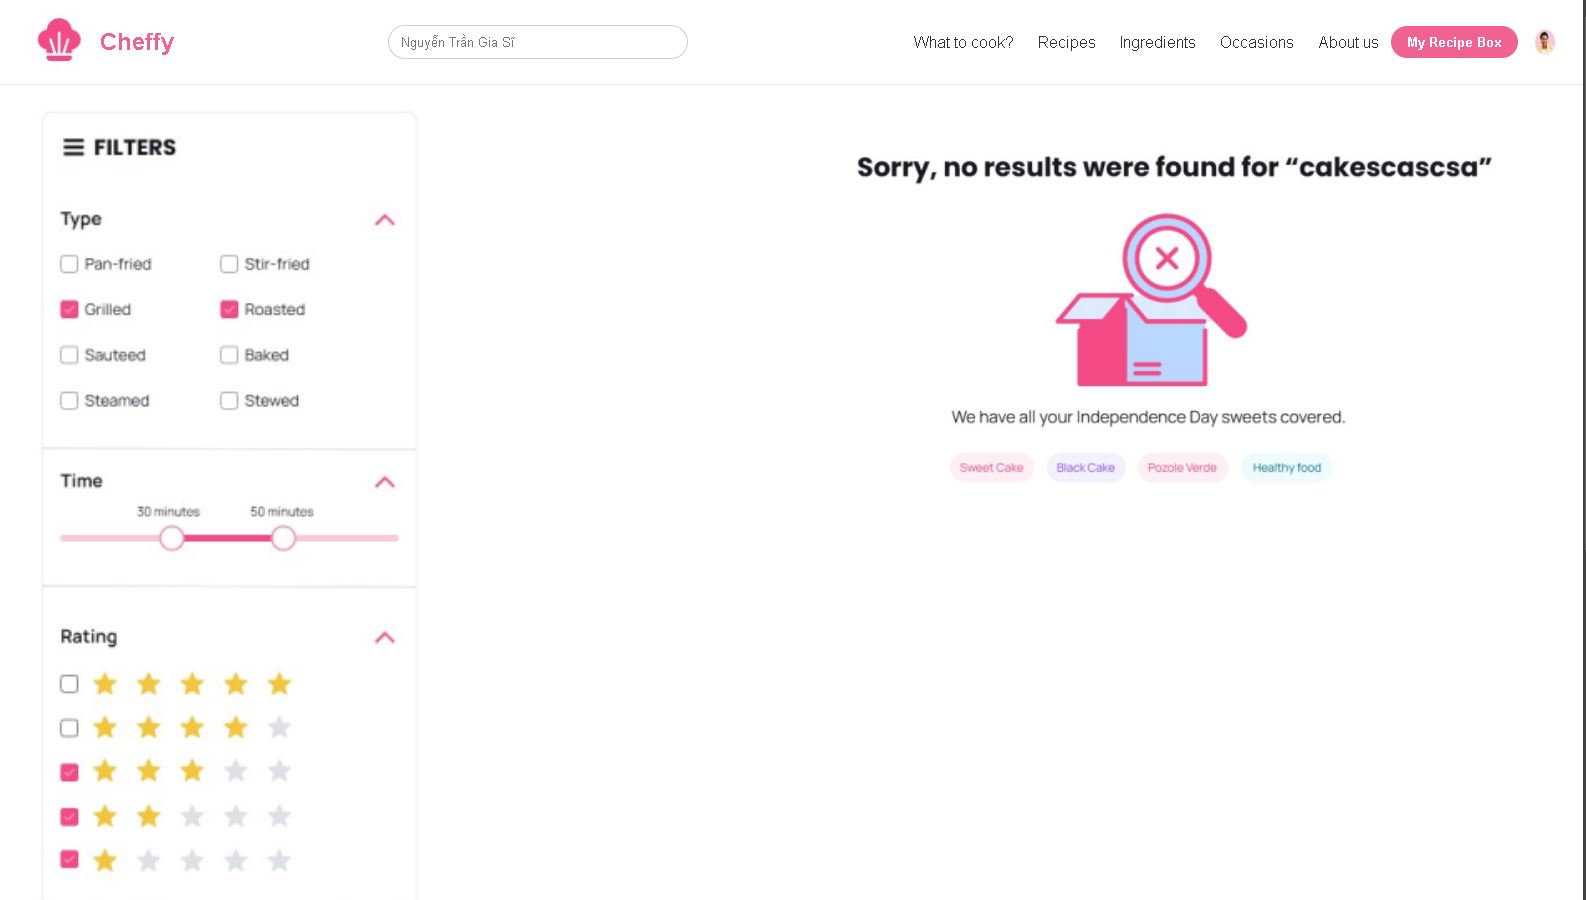 Cheffy
Nguyễn Trần Gia Sĩ
What to cook? Recipes Ingredients Occasions About us My Recipe Box
FILTERS
Type
Pan-fried Stir-fried
Grilled Roasted
Sauteed Baked
Steamed Stewed
Time
30 minutes 50 minutes
Rating
Sorry, no results were found for “cakescascsa”
We have all your Independence Day sweets covered.
Sweet Cake Black Cake Pozole Verde Healthy food